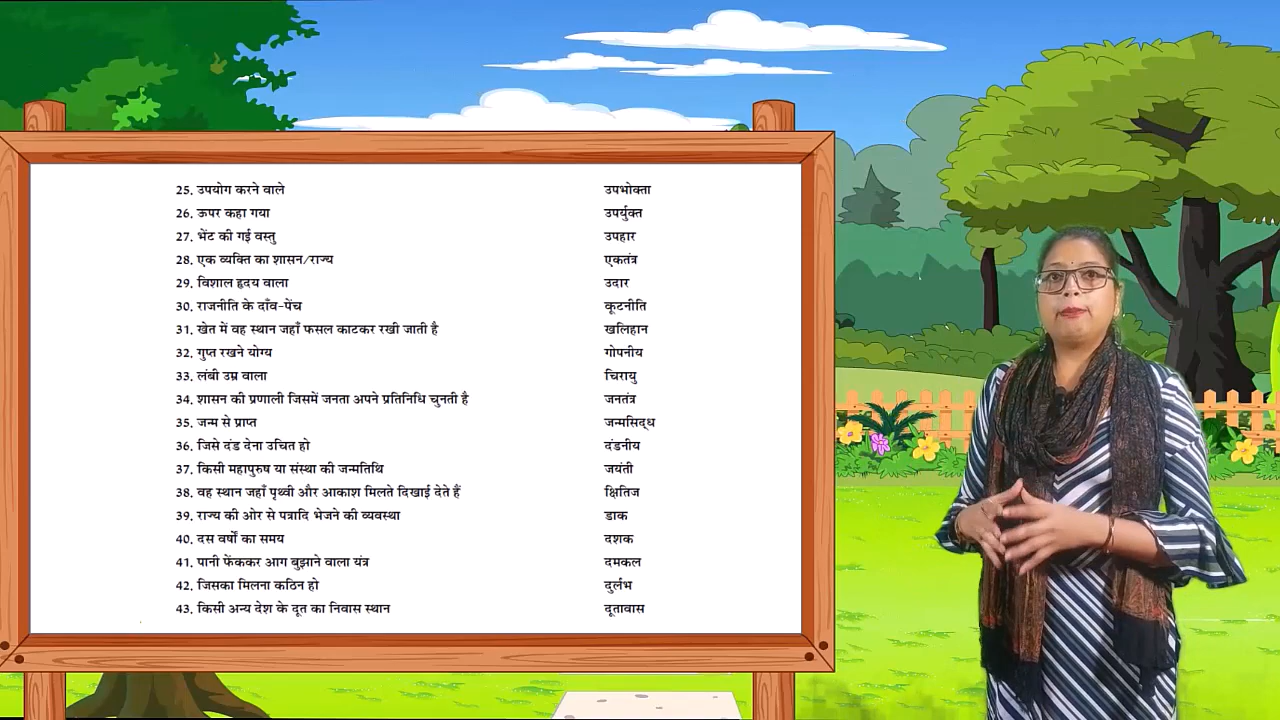 25. उपयोग करने वाले उपभोक्ता
26. ऊपर कहा गया उपर्युक्त
27. भेंट की गई वस्तु उपहार
28. एक व्यक्ति का शासन/राज्य एकतंत्र
29. विशाल हृदय वाला उदार
30. राजनीति के दाँव-पेंच कूटनीति
31. खेत में वह स्थान जहाँ फसल काटकर रखी जाती है खलिहान
32. गुप्त रखने योग्य गोपनीय
33. लंबी उम्र वाला चिरायु
34. शासन की प्रणाली जिसमें जनता अपने प्रतिनिधि चुनती है जनतंत्र
35. जन्म से प्राप्त जन्मसिद्ध
36. जिसे दंड देना उचित हो दंडनीय
37. किसी महापुरुष या संस्था की जन्मतिथि जयंती
38. वह स्थान जहाँ पृथ्वी और आकाश मिलते दिखाई देते हैं क्षितिज
39. राज्य की ओर से पत्रादि भेजने की व्यवस्था डाक
40. दस वर्षों का समय दशक
41. पानी फेंककर आग बुझाने वाला यंत्र दमकल
42. जिसका मिलना कठिन हो दुर्लभ
43. किसी अन्य देश के दूत का निवास स्थान दूतावास